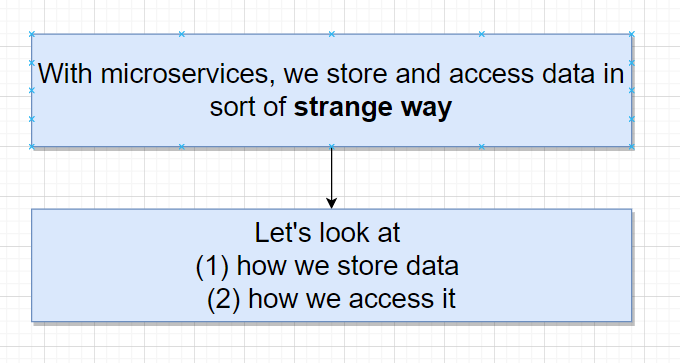 With microservices, we store and access data in
sort of strange way
Let's look at
(1) how we store data
(2) how we access it